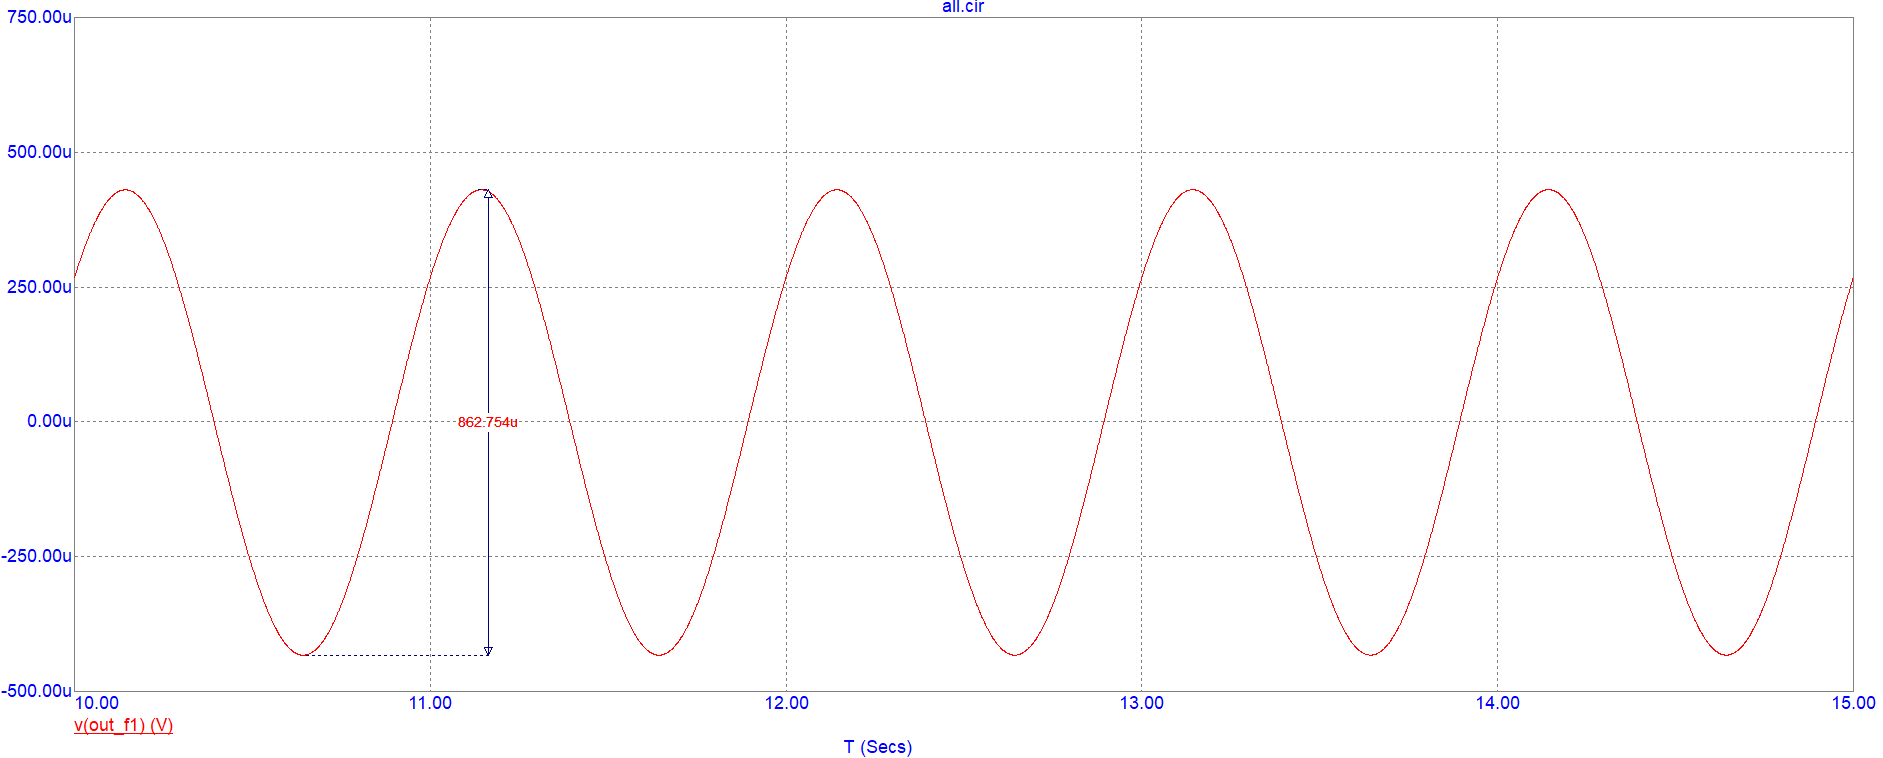 all.cir
750.00u
500.00u
250.00u
0.00u
862.754u
-250.00u
-500.00u
10.00 11.00 12.00 13.00 14.00 15.00
v(out_f1) (V)
T (Secs)